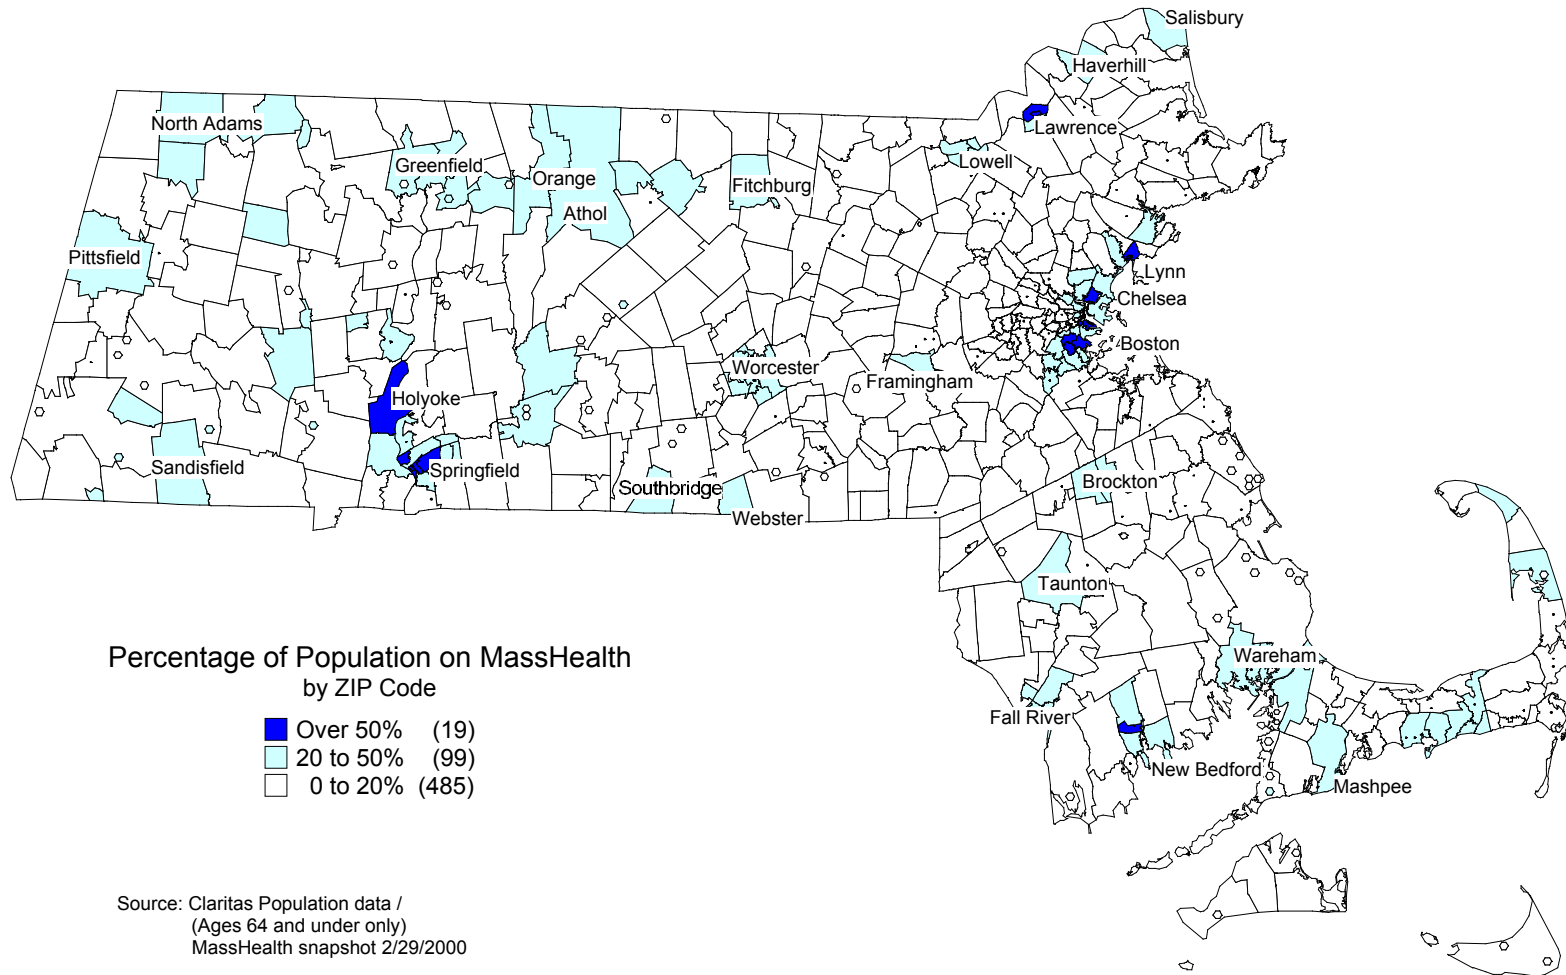 Salisbury
Haverhill
North Adams
Lawrence
Greenfield
Lowell
Orange
Fitchburg
Athol
Pittsfield
Lynn
Chelsea
Boston
Worcester
Framingham
Holyoke
Sandisfield
Springfield
Brockton
Southbridge
Webster
Taunton
Percentage of Population on MassHealth
by ZIP Code
Wareham
Over 50% (19)
20 to 50% (99)
0 to 20% (485)
Fall River
New Bedford
Mashpee
Source: Claritas Population data /
(Ages 64 and under only)
MassHealth snapshot 2/29/2000